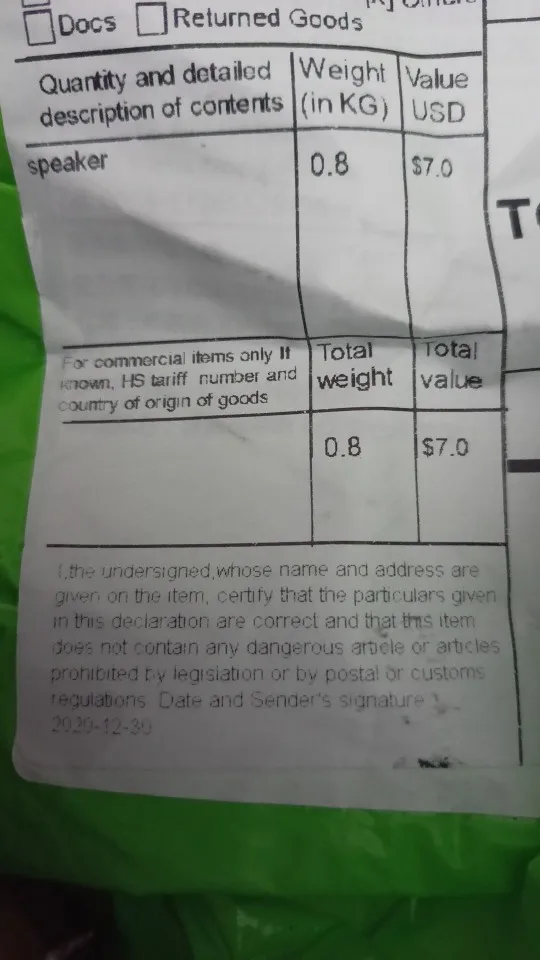 Docs Returned Goods
Quantity and detailed description of contents
Weight (in KG)
Value USD
speaker 0.8 $7.0
For commercial items only If
known, HS tariff number and
country of origin of goods
Total weight
Total value
0.8 $7.0
I,the undersigned,whose name and address are
given on the item, certify that the particulars given
in this declaration are correct and that this item
does not contain any dangerous article or articles
prohibited by legislation or by postal or customs
regulations. Date and Sender's signature
2020-12-30